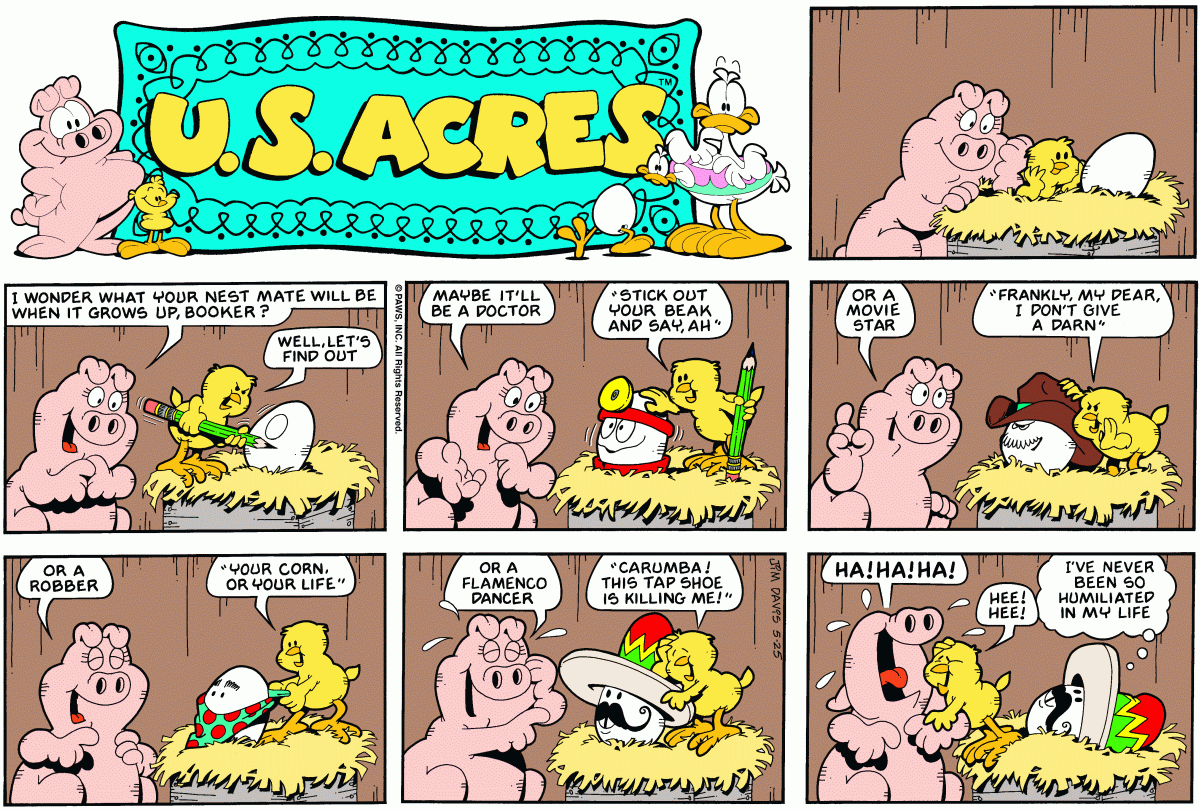 U.S. ACRES
TM
I WONDER WHAT YOUR NEST MATE WILL BE
WHEN IT GROWS UP, BOOKER?
WELL, LET'S
FIND OUT
© PAWS, INC. All Rights Reserved.
MAYBE IT'LL
BE A DOCTOR
"STICK OUT
YOUR BEAK
AND SAY, AH"
OR A
MOVIE
STAR
"FRANKLY, MY DEAR,
I DON'T GIVE
A DARN"
OR A
ROBBER
"YOUR CORN,
OR YOUR LIFE"
OR A
FLAMENCO
DANCER
"CARUMBA!
THIS TAP SHOE
IS KILLING ME!"
JIM DAVIS 5-25
HA! HA! HA!
HEE!
HEE!
I'VE NEVER
BEEN SO
HUMILIATED
IN MY LIFE